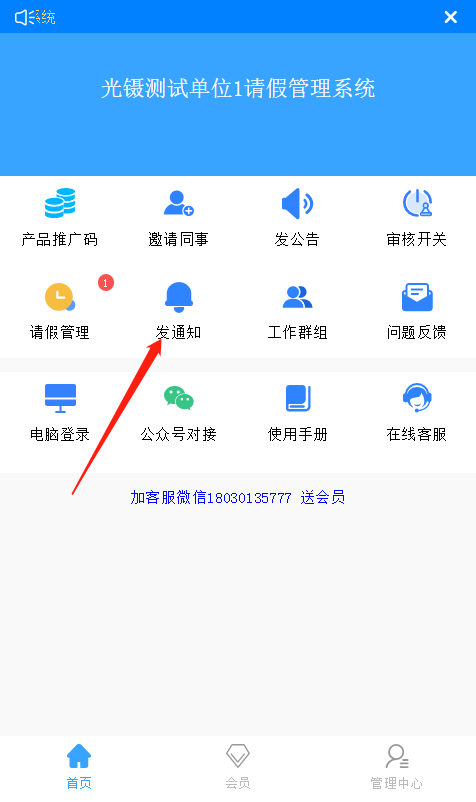 系统
光镊测试单位1请假管理系统
产品推广码 邀请同事 发公告 审核开关
1
请假管理 发通知 工作群组 问题反馈
电脑登录 公众号对接 使用手册 在线客服
加客服微信18030135777 送会员
首页 会员 管理中心